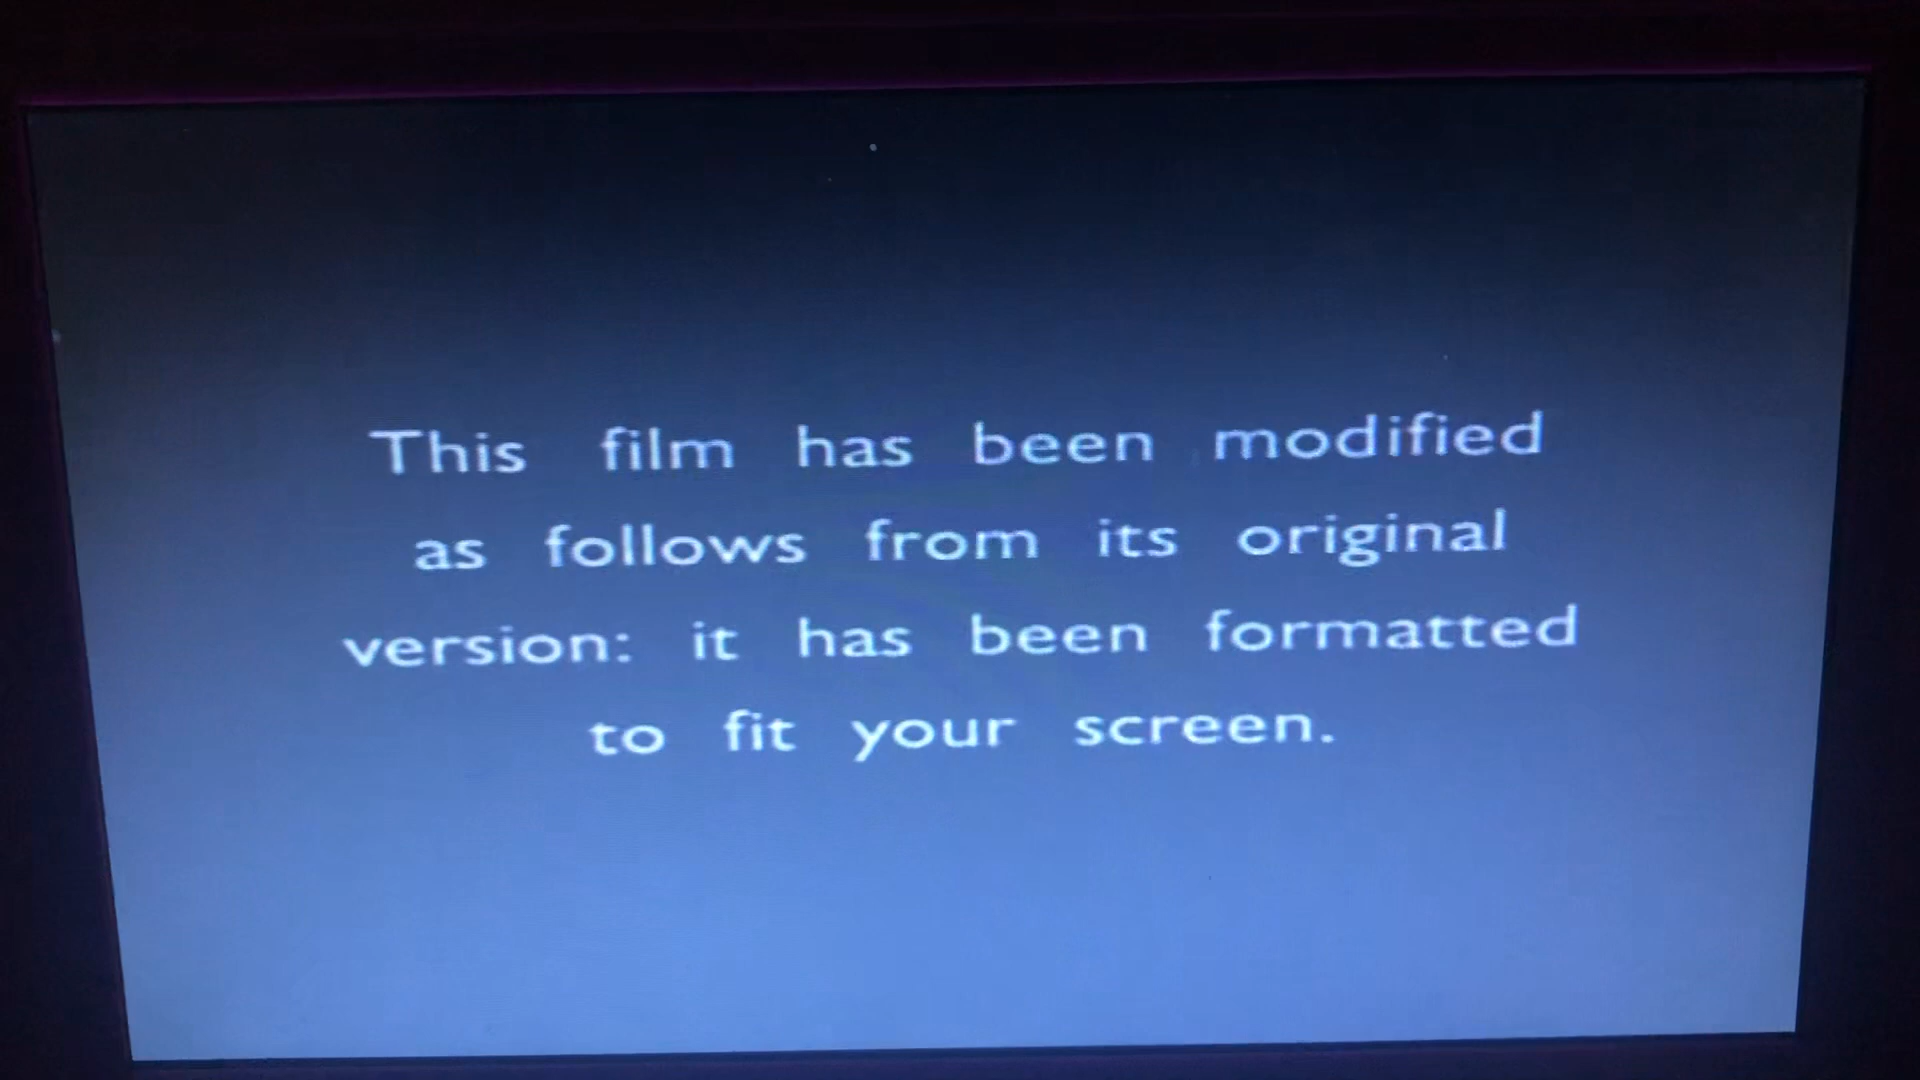 This film has been modified
as follows from its original
version: it has been formatted
to fit your screen.